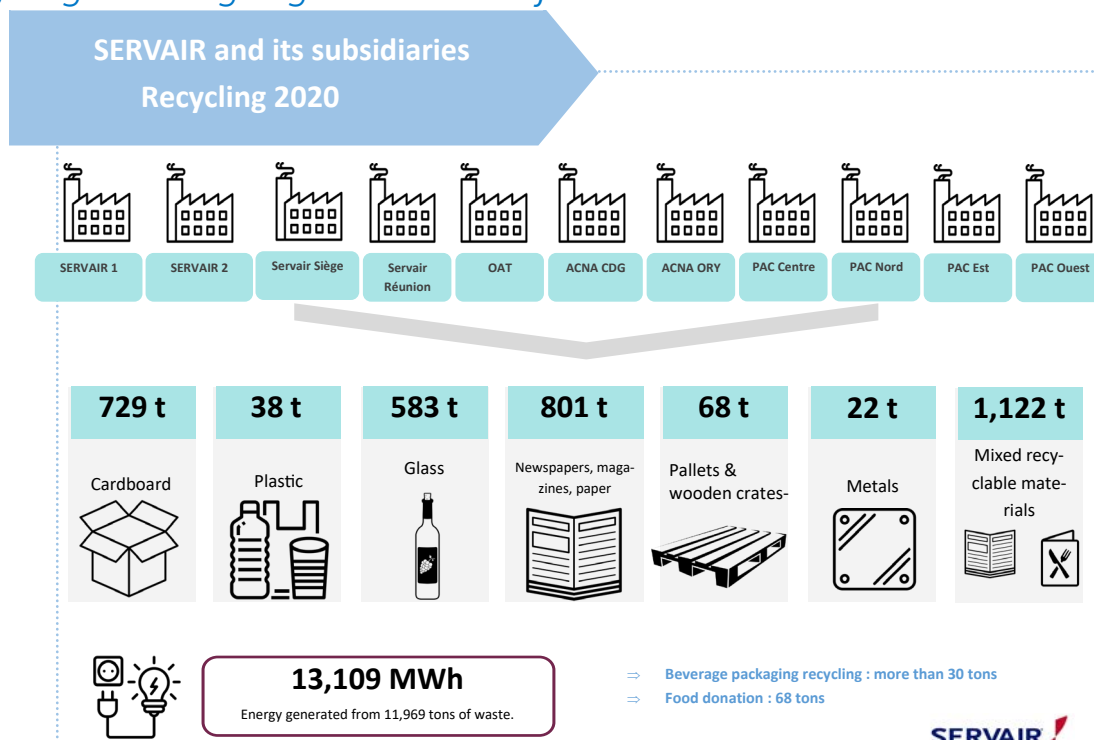 SERVAIR and its subsidiaries
Recycling 2020
SERVAIR 1
SERVAIR 2
Servair Siège
Servair
Réunion
OAT
ACNA CDG
ACNA ORY
PAC Centre
PAC Nord
PAC Est
PAC Ouest
729 t
38 t
583 t
801 t
68 t
22 t
1,122 t
Cardboard
Plastic
Glass
Newspapers, maga-
zines, paper
Pallets &
wooden crates-
Metals
Mixed recy-
clable mate-
rials
13,109 MWh
Energy generated from 11,969 tons of waste.
⇒ Beverage packaging recycling : more than 30 tons
⇒ Food donation : 68 tons
SERVAIR